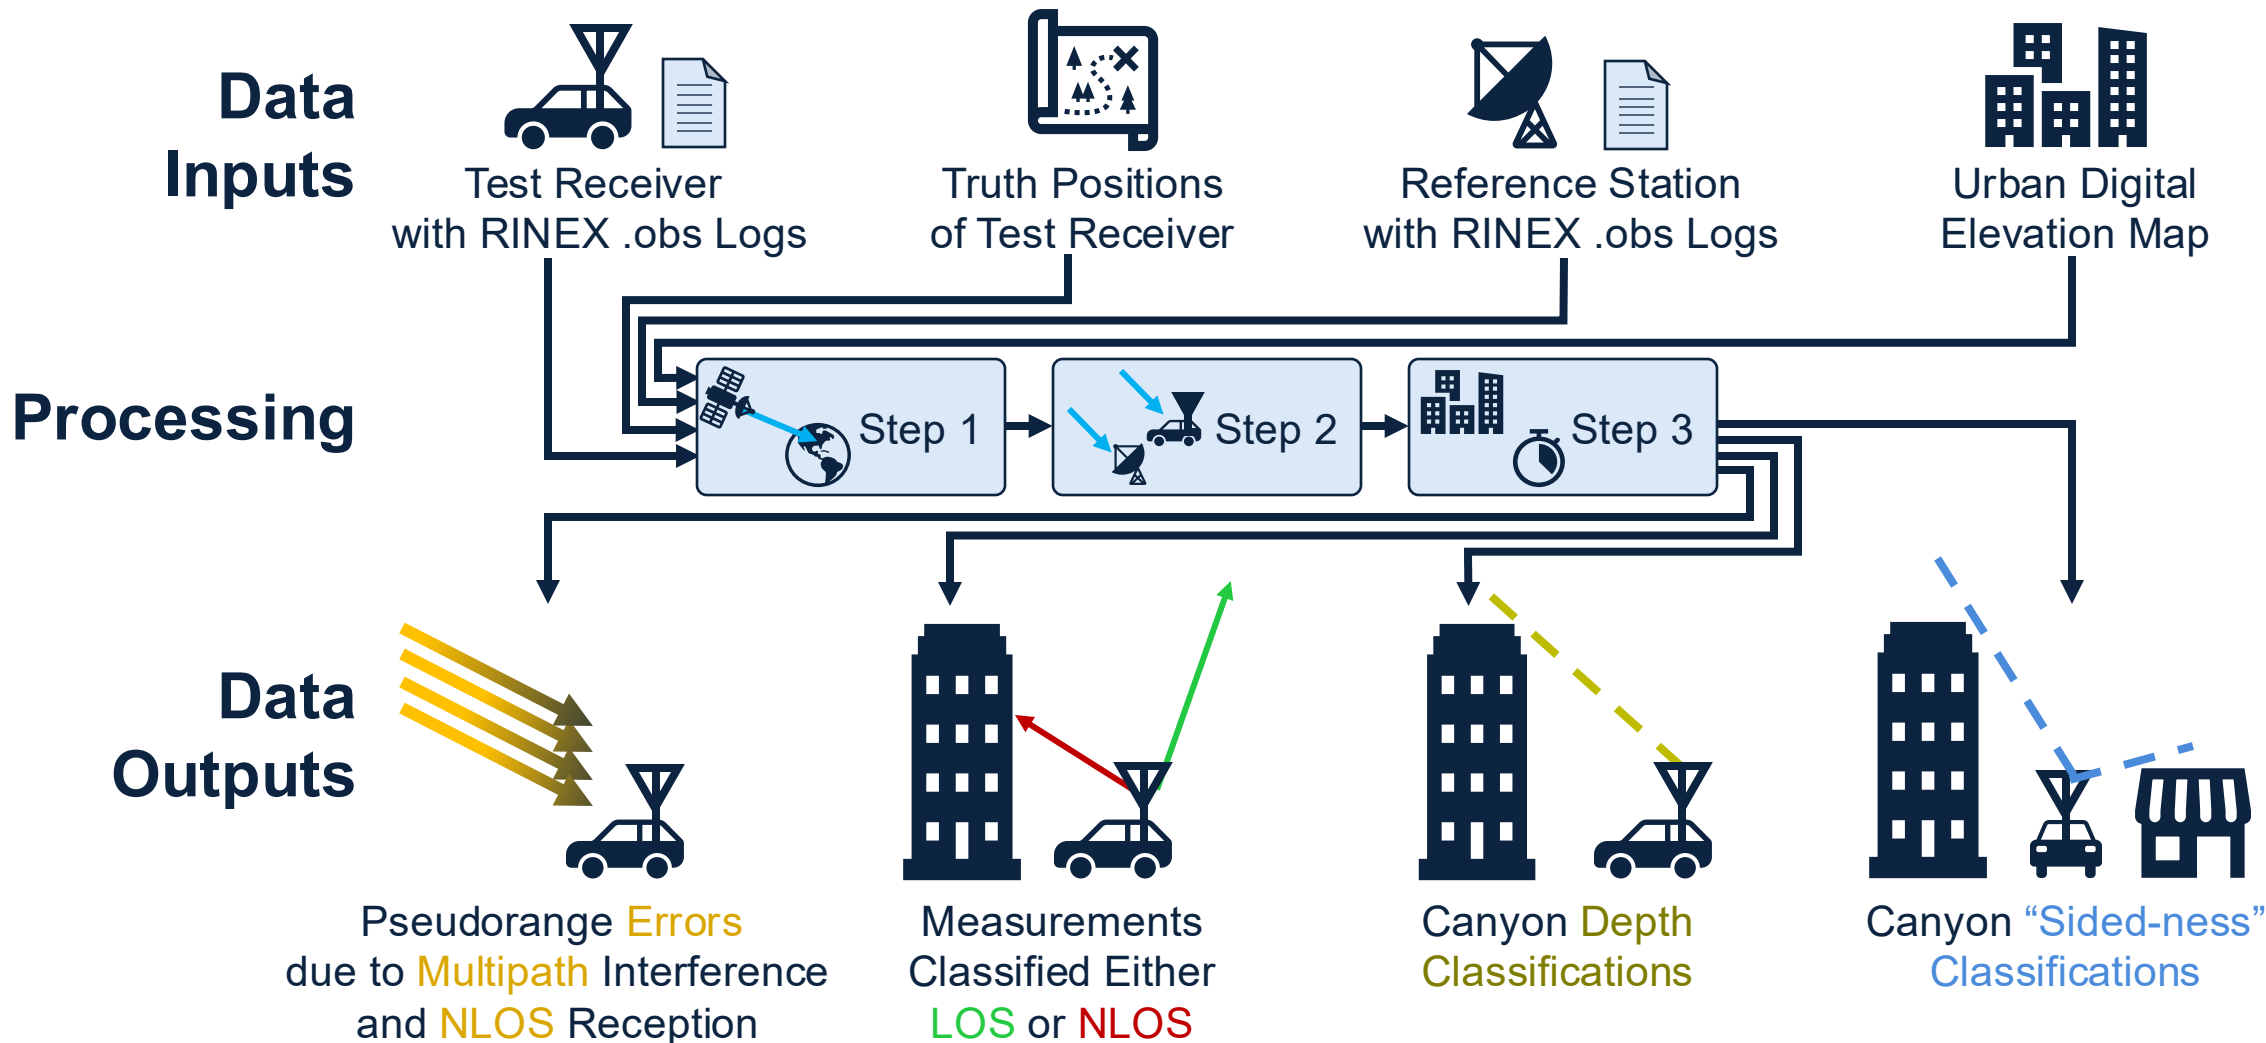 Data
Inputs
Test Receiver
with RINEX .obs Logs
Truth Positions
of Test Receiver
Reference Station
with RINEX .obs Logs
Urban Digital
Elevation Map
Processing
Step 1
Step 2
Step 3
Data
Outputs
Pseudorange Errors
due to Multipath Interference
and NLOS Reception
Measurements
Classified Either
LOS or NLOS
Canyon Depth
Classifications
Canyon “Sided-ness”
Classifications